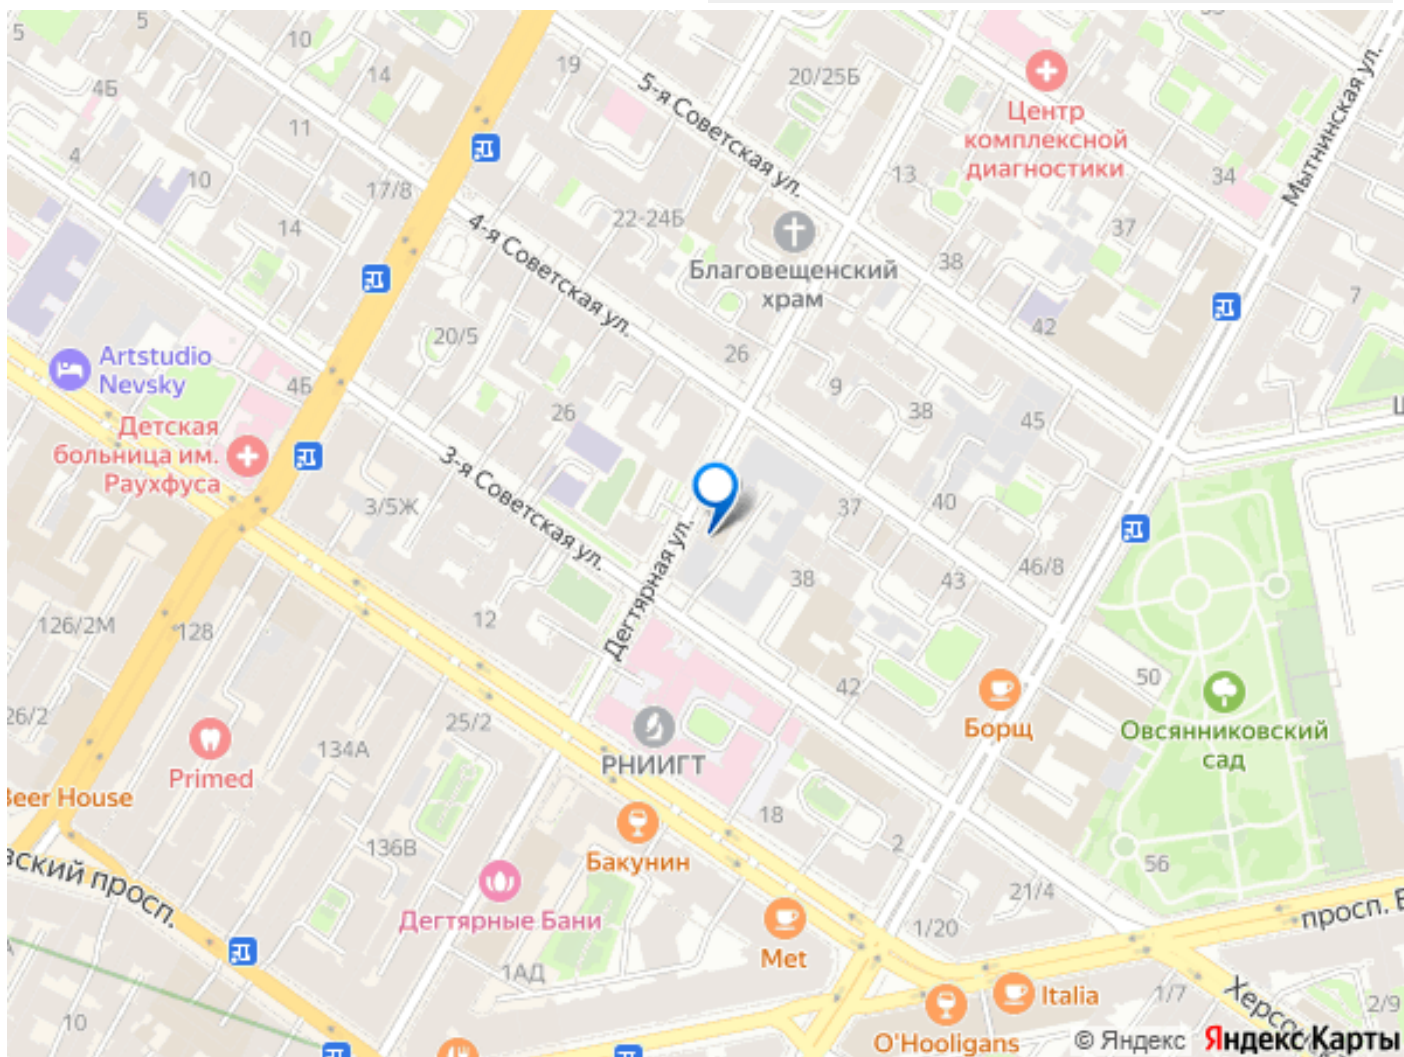 5
5
10
14
19
20/25Б
33
4Б
11
5-я Советская ул.
Центр
комплексной
диагностики
Мытнинская ул.
4
10
17/8
13
34
14
4-я Советская ул.
22-24Б
37
38
Благовещенский
храм
7
20/5
42
Artstudio
Nevsky
26
9
4Б
26
38
45
Детская
больница им.
Раухфуса
3-я Советская ул.
3/5Ж
37
40
Дегтярная ул.
38
43
46/8
126/2М
128
12
42
50
26/2
25/2
Борщ
Овсянниковский
сад
134А
РНИИГТ
Primed
Beer House
18
2
136В
Бакунин
56
вский просп.
21/4
Дегтярные Бани
1/20
просп. Б
Мет
1АД
Italia
1/7
2/9
10
O'Hooligans
Херсо
© Яндекс Яндекс Карты